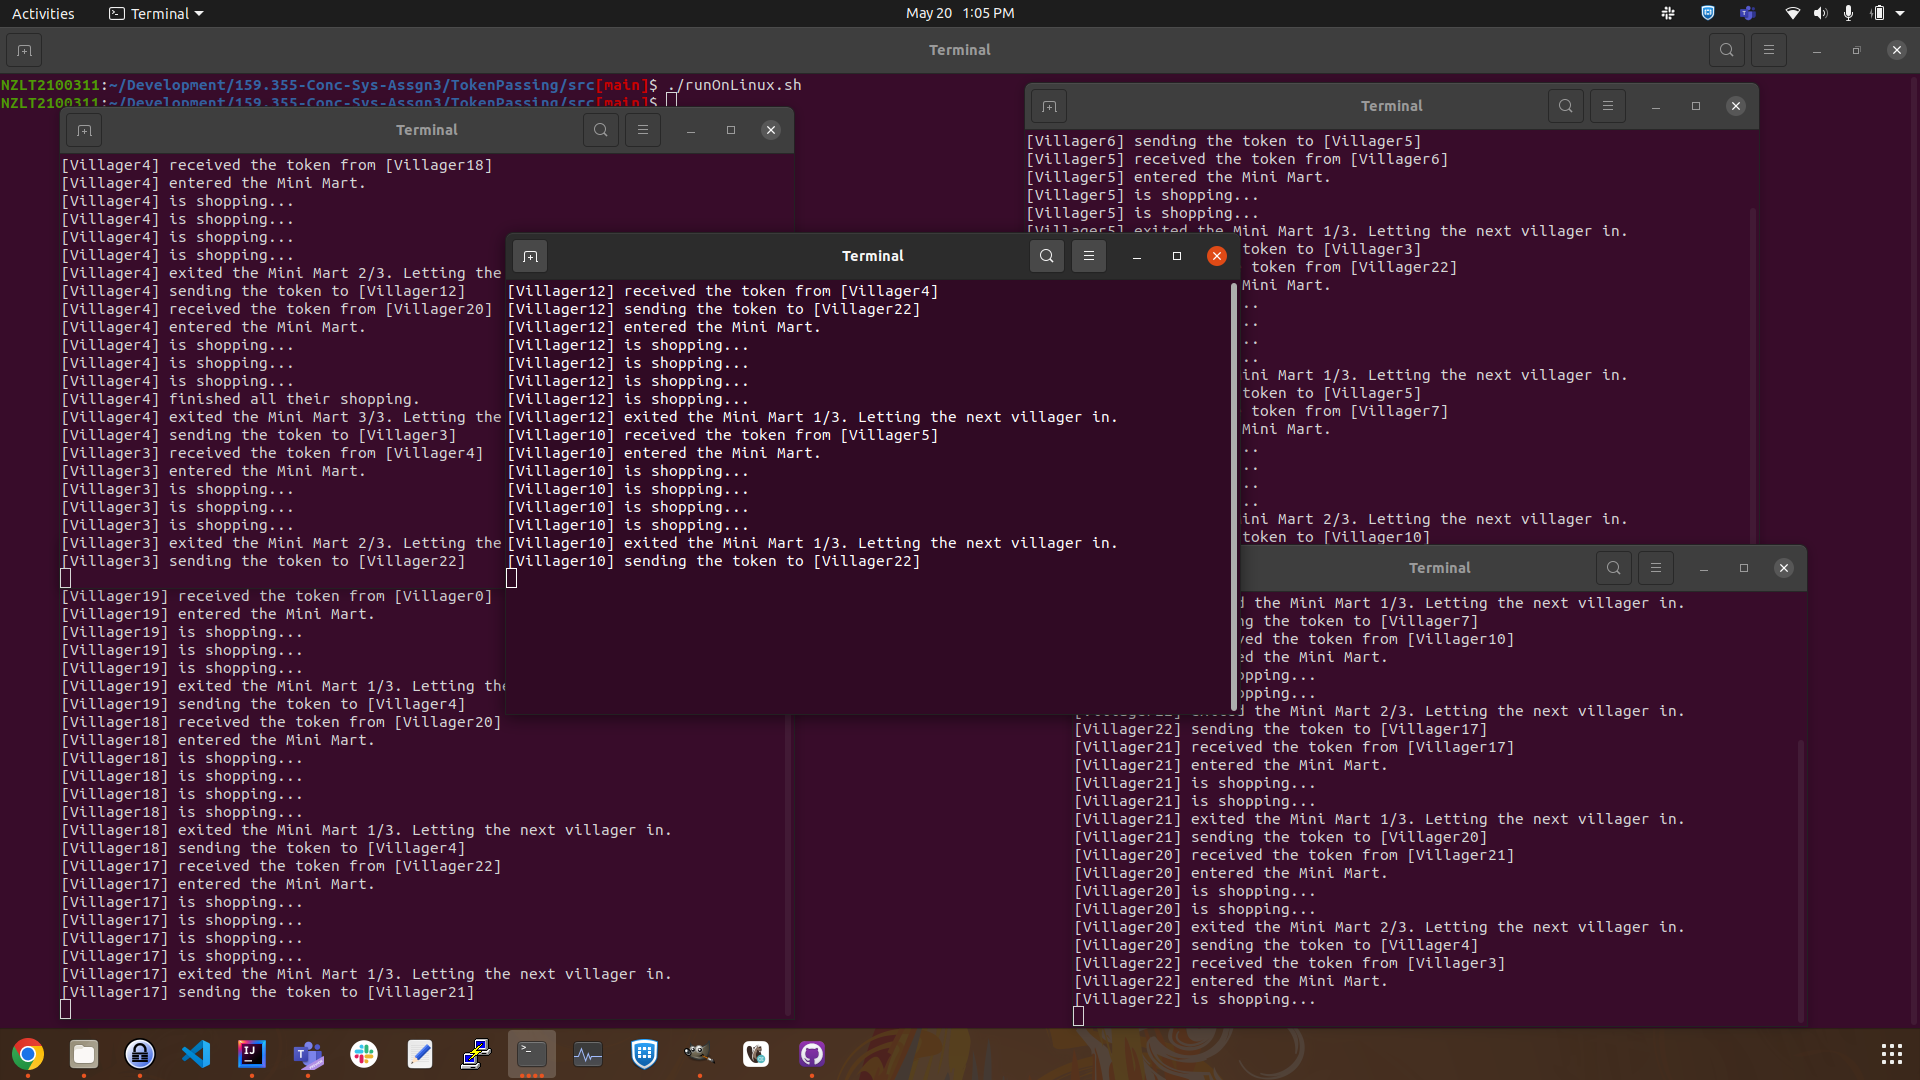 Activities
Terminal
May 20 1:05 PM
Terminal
NZLT2100311:~/Development/159.355-Conc-Sys-Assgn3/TokenPassing/src[main]$ ./runOnLinux.sh
NZLT2100311:~/Development/159.355-Conc-Sys-Assgn3/TokenPassing/src[main]$
Terminal
[Villager4] received the token from [Villager18]
[Villager4] entered the Mini Mart.
[Villager4] is shopping...
[Villager4] is shopping...
[Villager4] is shopping...
[Villager4] is shopping...
[Villager4] exited the Mini Mart 2/3. Letting the
[Villager4] sending the token to [Villager12]
[Villager4] received the token from [Villager20]
[Villager4] entered the Mini Mart.
[Villager4] is shopping...
[Villager4] is shopping...
[Villager4] is shopping...
[Villager4] finished all their shopping.
[Villager4] exited the Mini Mart 3/3. Letting the
[Villager4] sending the token to [Villager3]
[Villager3] received the token from [Villager4]
[Villager3] entered the Mini Mart.
[Villager3] is shopping...
[Villager3] is shopping...
[Villager3] is shopping...
[Villager3] exited the Mini Mart 2/3. Letting the
[Villager3] sending the token to [Villager22]
[Villager19] received the token from [Villager0]
[Villager19] entered the Mini Mart.
[Villager19] is shopping...
[Villager19] is shopping...
[Villager19] is shopping...
[Villager19] exited the Mini Mart 1/3. Letting the
[Villager19] sending the token to [Villager4]
[Villager18] received the token from [Villager20]
[Villager18] entered the Mini Mart.
[Villager18] is shopping...
[Villager18] is shopping...
[Villager18] is shopping...
[Villager18] is shopping...
[Villager18] exited the Mini Mart 1/3. Letting the next villager in.
[Villager18] sending the token to [Villager4]
[Villager17] received the token from [Villager22]
[Villager17] entered the Mini Mart.
[Villager17] is shopping...
[Villager17] is shopping...
[Villager17] is shopping...
[Villager17] is shopping...
[Villager17] exited the Mini Mart 1/3. Letting the next villager in.
[Villager17] sending the token to [Villager21]
Terminal
[Villager12] received the token from [Villager4]
[Villager12] sending the token to [Villager22]
[Villager12] entered the Mini Mart.
[Villager12] is shopping...
[Villager12] is shopping...
[Villager12] is shopping...
[Villager12] is shopping...
[Villager12] exited the Mini Mart 1/3. Letting the next villager in.
[Villager10] received the token from [Villager5]
[Villager10] entered the Mini Mart.
[Villager10] is shopping...
[Villager10] is shopping...
[Villager10] is shopping...
[Villager10] is shopping...
[Villager10] exited the Mini Mart 1/3. Letting the next villager in.
[Villager10] sending the token to [Villager22]
Terminal
[Villager6] sending the token to [Villager5]
[Villager5] received the token from [Villager6]
[Villager5] entered the Mini Mart.
[Villager5] is shopping...
[Villager5] is shopping...
[Villager5] exited the Mini Mart 1/3. Letting the next villager in.
token to [Villager3]
token from [Villager22]
Mini Mart.
..
..
..
..
ini Mart 1/3. Letting the next villager in.
token to [Villager5]
token from [Villager7]
Mini Mart.
..
..
..
..
ini Mart 2/3. Letting the next villager in.
token to [Villager10]
Terminal
the Mini Mart 1/3. Letting the next villager in.
ng the token to [Villager7]
ved the token from [Villager10]
ed the Mini Mart.
opping...
opping...
the Mini Mart 2/3. Letting the next villager in.
[Villager22] sending the token to [Villager17]
[Villager21] received the token from [Villager17]
[Villager21] entered the Mini Mart.
[Villager21] is shopping...
[Villager21] is shopping...
[Villager21] exited the Mini Mart 1/3. Letting the next villager in.
[Villager21] sending the token to [Villager20]
[Villager20] received the token from [Villager21]
[Villager20] entered the Mini Mart.
[Villager20] is shopping...
[Villager20] is shopping...
[Villager20] exited the Mini Mart 2/3. Letting the next villager in.
[Villager20] sending the token to [Villager4]
[Villager22] received the token from [Villager3]
[Villager22] entered the Mini Mart.
[Villager22] is shopping...